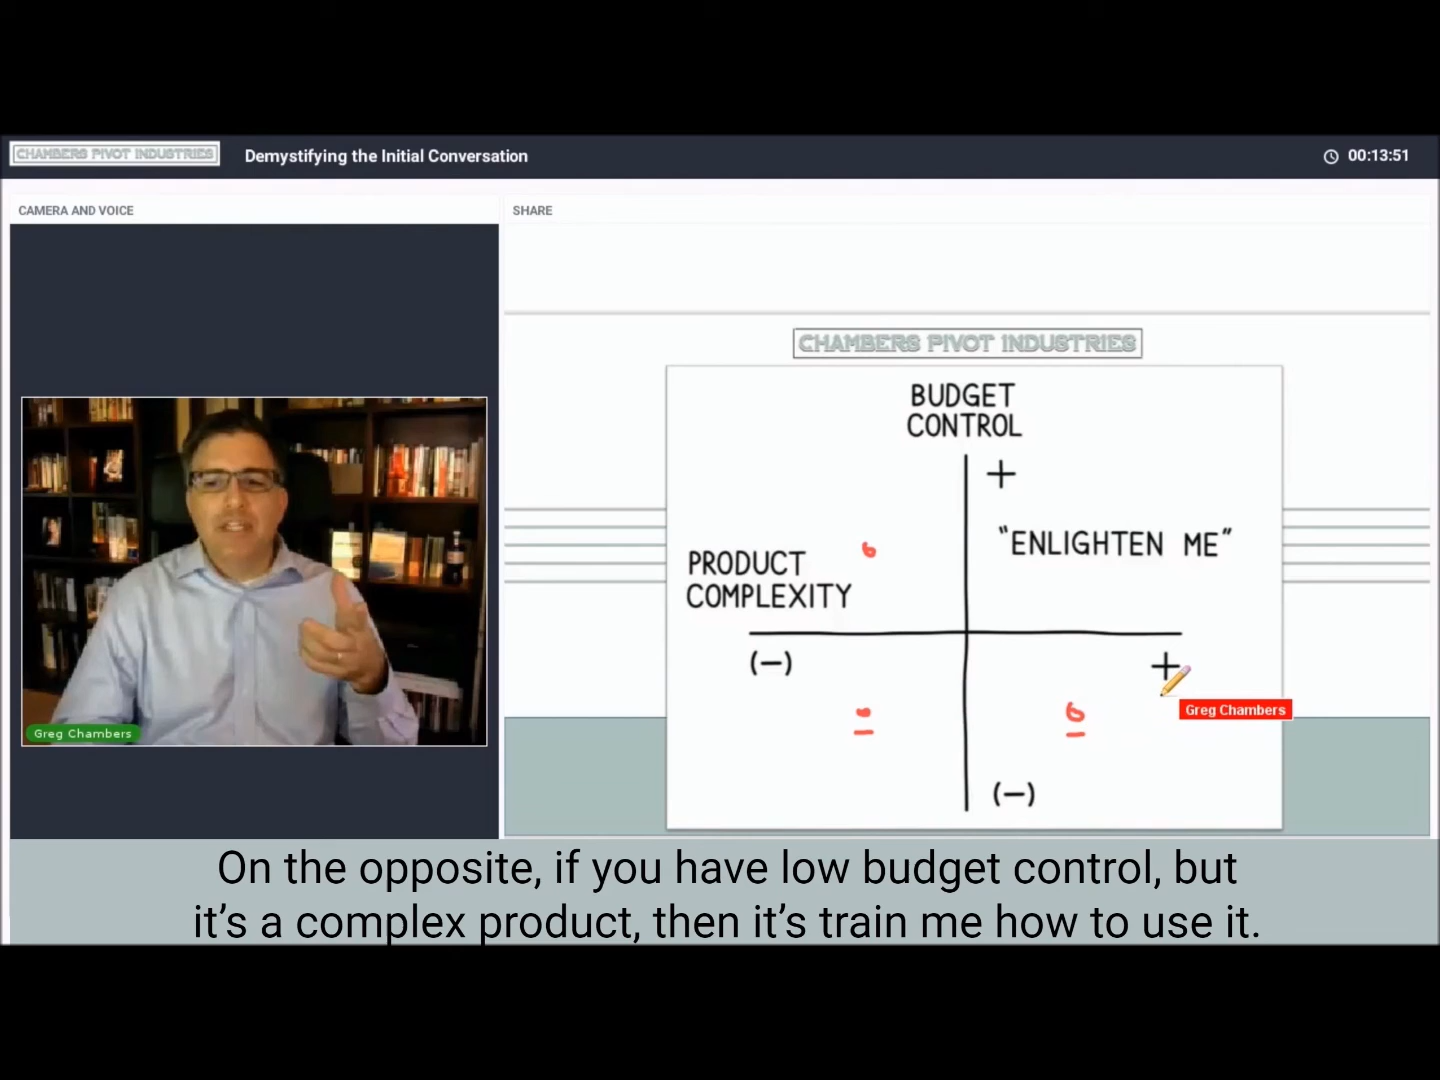 CHAMBERS PIVOT INDUSTRIES
Demystifying the Initial Conversation
00:13:51
CAMERA AND VOICE
SHARE
CHAMBERS PIVOT INDUSTRIES
BUDGET
CONTROL
+
"ENLIGHTEN ME"
PRODUCT
COMPLEXITY
(-)
+
Greg Chambers
Greg Chambers
(-)
On the opposite, if you have low budget control, but
it's a complex product, then it's train me how to use it.